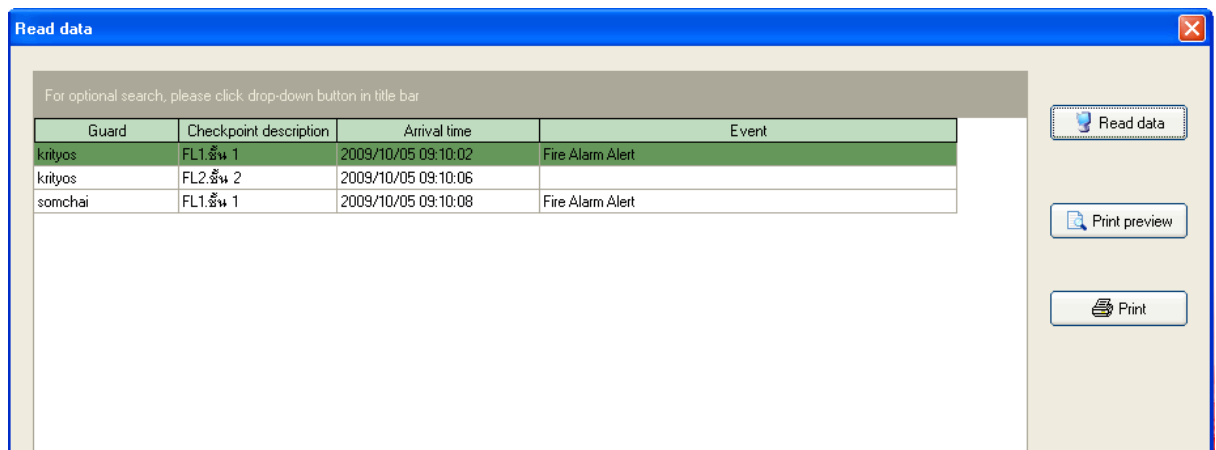 Read data
For optional search, please click drop-down button in title bar
Guard Checkpoint description Arrival time Event
krityos FL1.ชั้น 1 2009/10/05 09:10:02 Fire Alarm Alert
krityos FL2.ชั้น 2 2009/10/05 09:10:06
somchai FL1.ชั้น 1 2009/10/05 09:10:08 Fire Alarm Alert
Read data
Print preview
Print